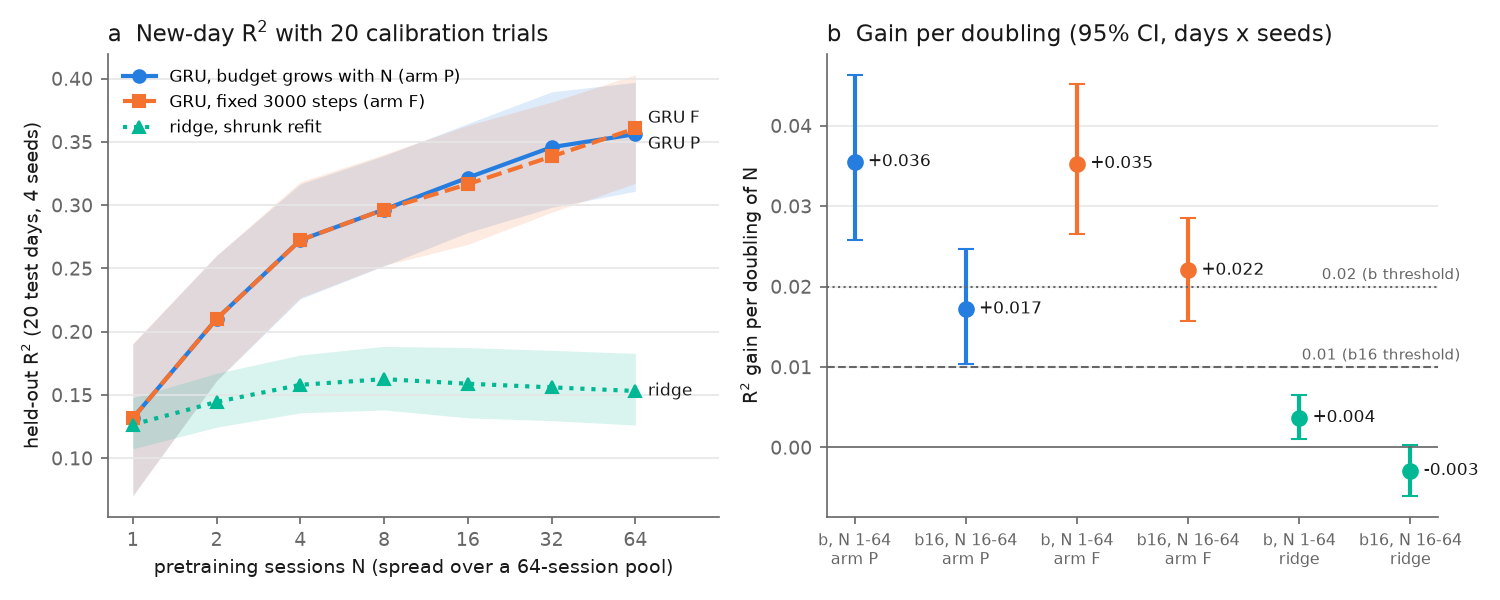 a  New-day R² with 20 calibration trials
GRU, budget grows with N (arm P)
GRU, fixed 3000 steps (arm F)
ridge, shrunk refit
held-out R² (20 test days, 4 seeds)
0.40
0.35
0.30
0.25
0.20
0.15
0.10
GRU F
GRU P
ridge
1 2 4 8 16 32 64
pretraining sessions N (spread over a 64-session pool)
b  Gain per doubling (95% CI, days x seeds)
R² gain per doubling of N
0.04
0.03
0.02
0.01
0.00
+0.036
+0.017
+0.035
+0.022
+0.004
-0.003
0.02 (b threshold)
0.01 (b16 threshold)
b, N 1-64
arm P
b16, N 16-64
arm P
b, N 1-64
arm F
b16, N 16-64
arm F
b, N 1-64
ridge
b16, N 16-64
ridge